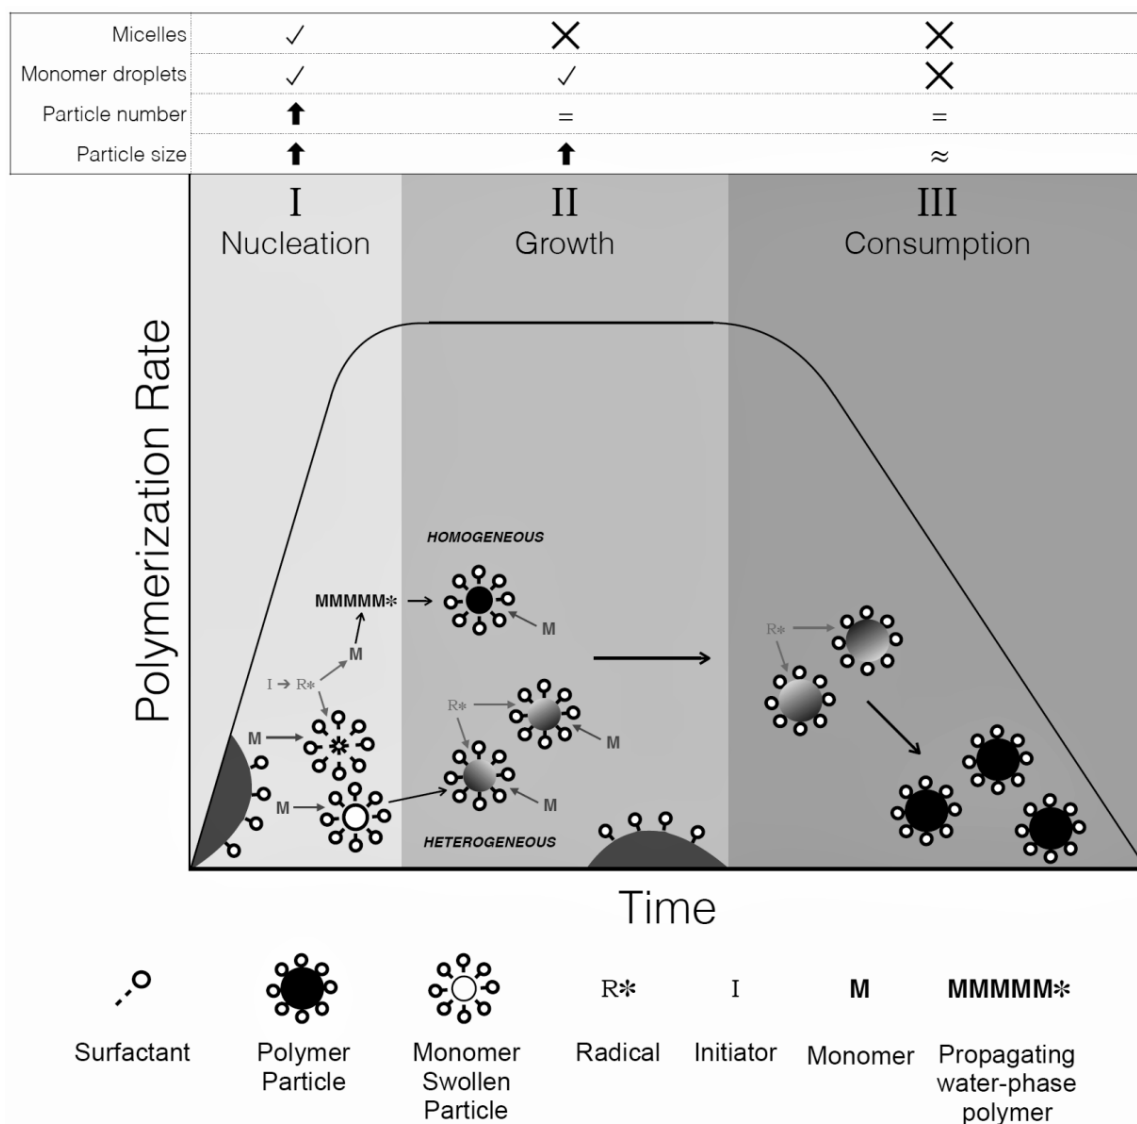 Micelles ✓ × ×
Monomer droplets ✓ ✓ ×
Particle number ⬆ = =
Particle size ⬆ ⬆ ≈
I II III
Nucleation Growth Consumption
Polymerization Rate
HOMOGENEOUS
MMMMM*
M
M
I → R*
R*
R*
M
M
M
M
HETEROGENEOUS
Time
R* I M MMMMM*
Surfactant Polymer Monomer Radical Initiator Monomer Propagating
Particle Swollen water-phase
Particle polymer